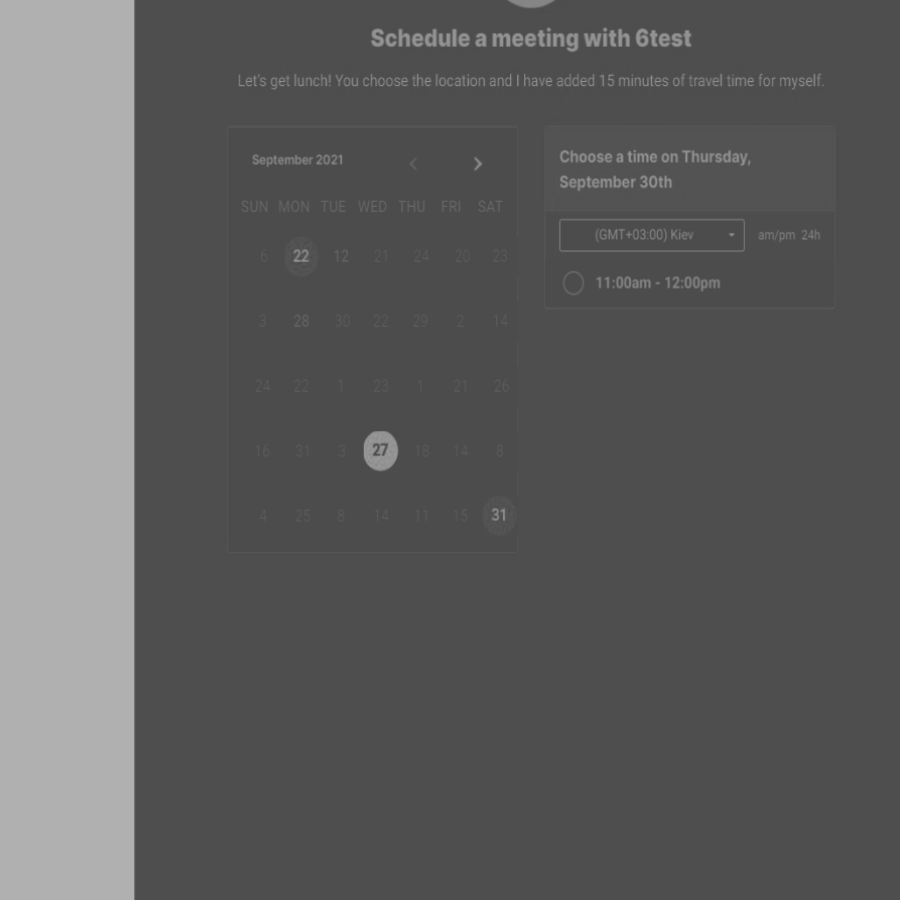 Schedule a meeting with 6test
Let's get lunch! You choose the location and I have added 15 minutes of travel time for myself.
September 2021
SUN MON TUE WED THU FRI SAT
6 22 12 21 24 20 23
3 28 30 22 29 2 14
24 22 1 23 1 21 26
16 31 3 27 18 14 8
4 25 8 14 11 15 31
Choose a time on Thursday,
September 30th
(GMT+03:00) Kiev am/pm 24h
11:00am - 12:00pm